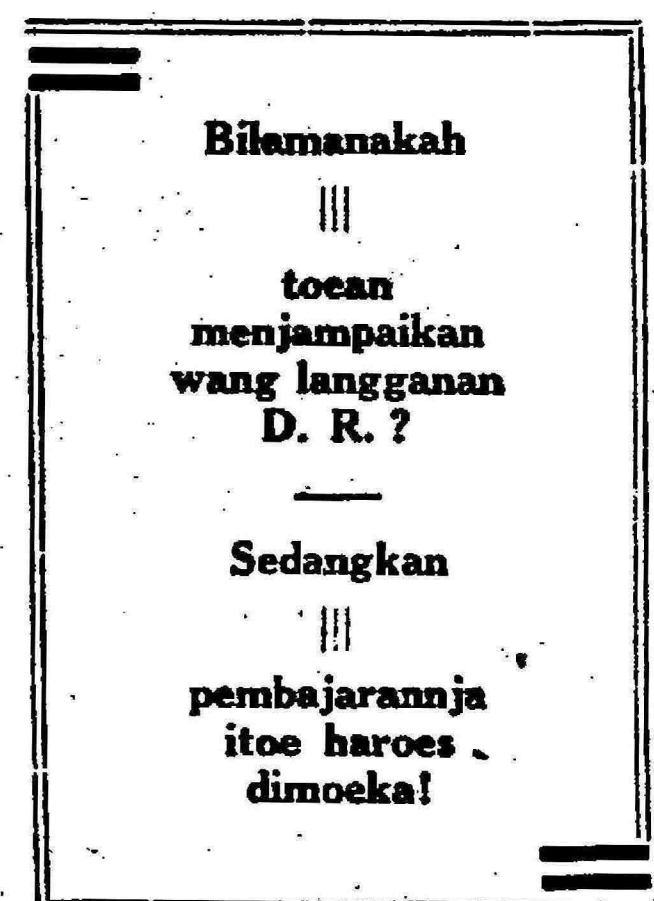 Bilamanakah
toean
menjampaikan
wang langganan
D. R. ?
Sedangkan
pembajarannja
itoe haroes
dimoeka!